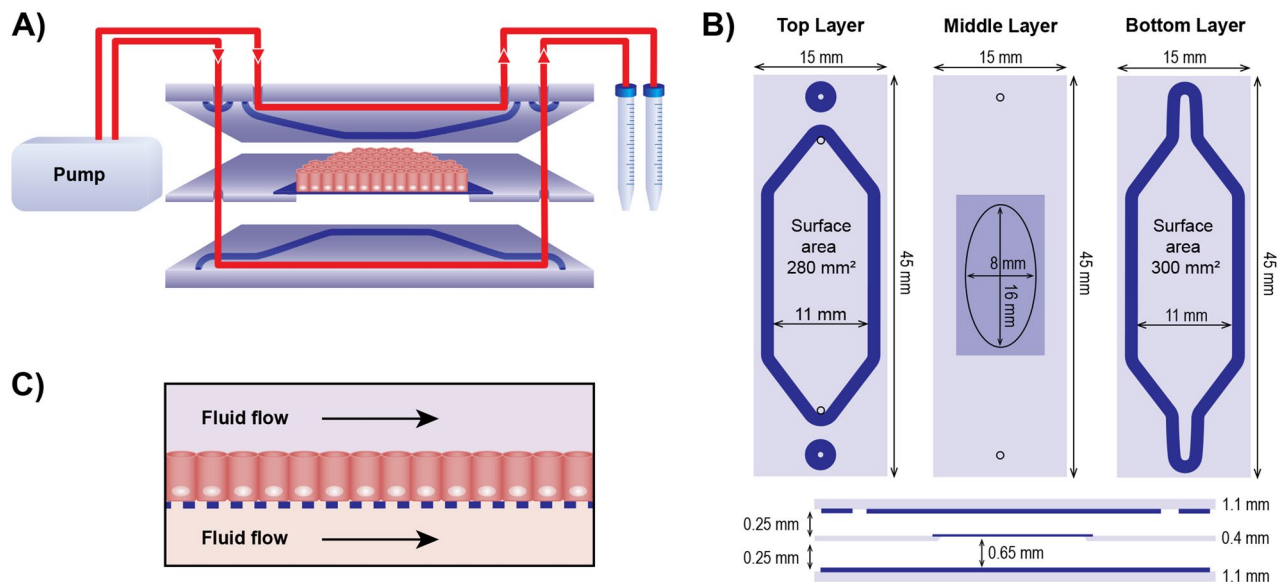 A)
Pump
B)
Top Layer
Middle Layer
Bottom Layer
15 mm
15 mm
15 mm
Surface
area
280 mm²
11 mm
45 mm
8 mm
16 mm
45 mm
Surface
area
300 mm²
11 mm
45 mm
1.1 mm
0.25 mm
0.4 mm
0.25 mm
0.65 mm
1.1 mm
C)
Fluid flow
Fluid flow